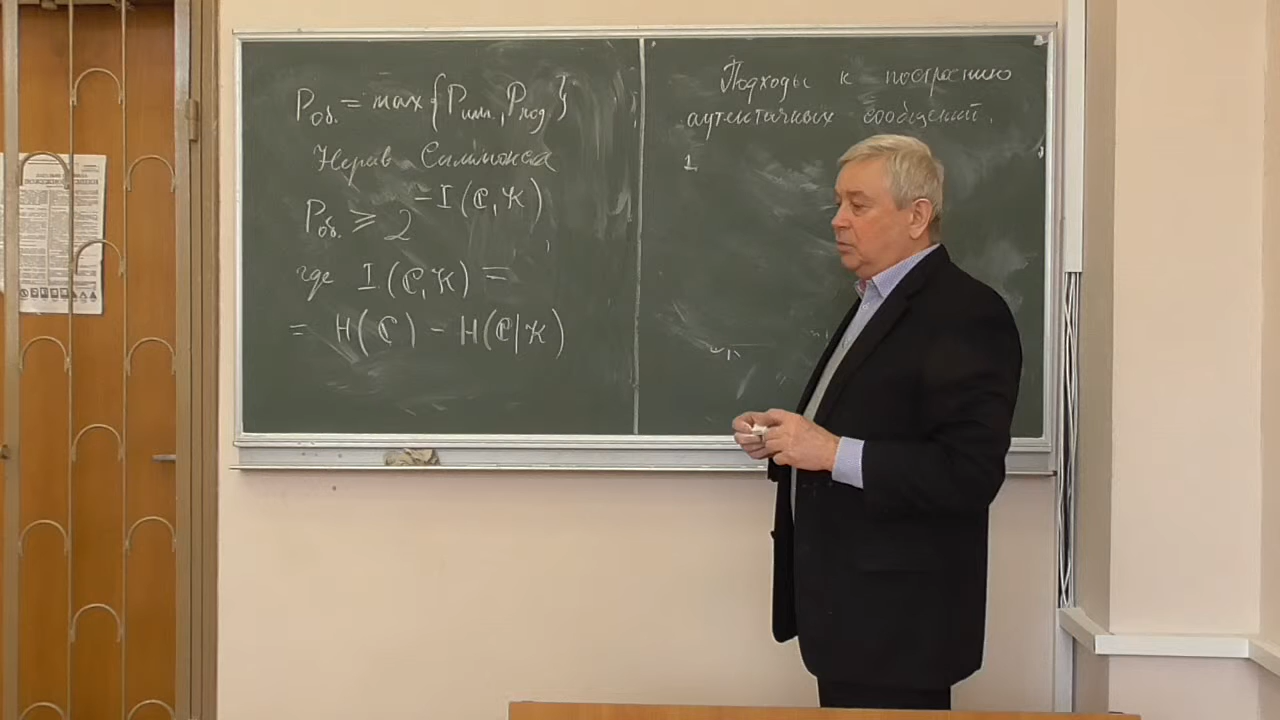 Pоб. = max{Pим., Pпод.}
Нерав. Симмонса
Pоб. ≥ 2^{-I(C, K)}
где I(C, K) =
= H(C) - H(C|K)
Подходы к построению
аутентичных сообщений.
1